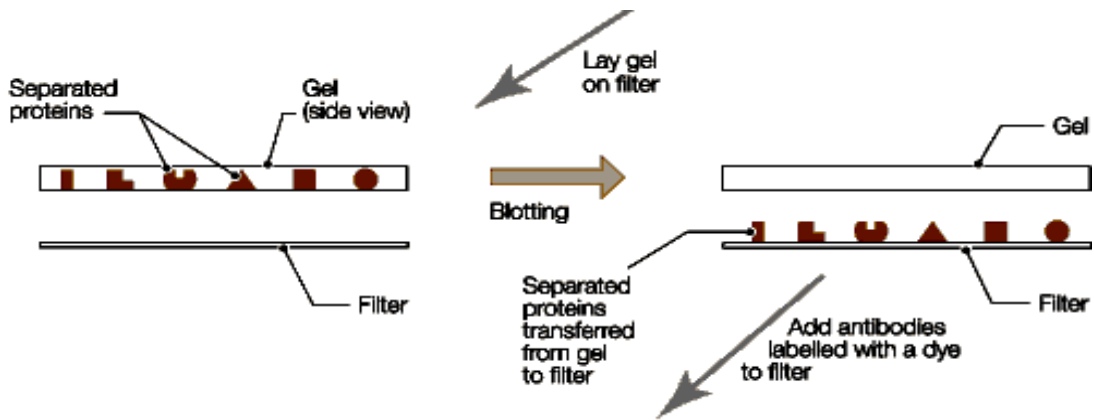 Lay gel
on filter
Separated
proteins
Gel
(side view)
Gel
Blotting
Filter
Separated
proteins
transferred
from gel
to filter
Filter
Add antibodies
labelled with a dye
to filter